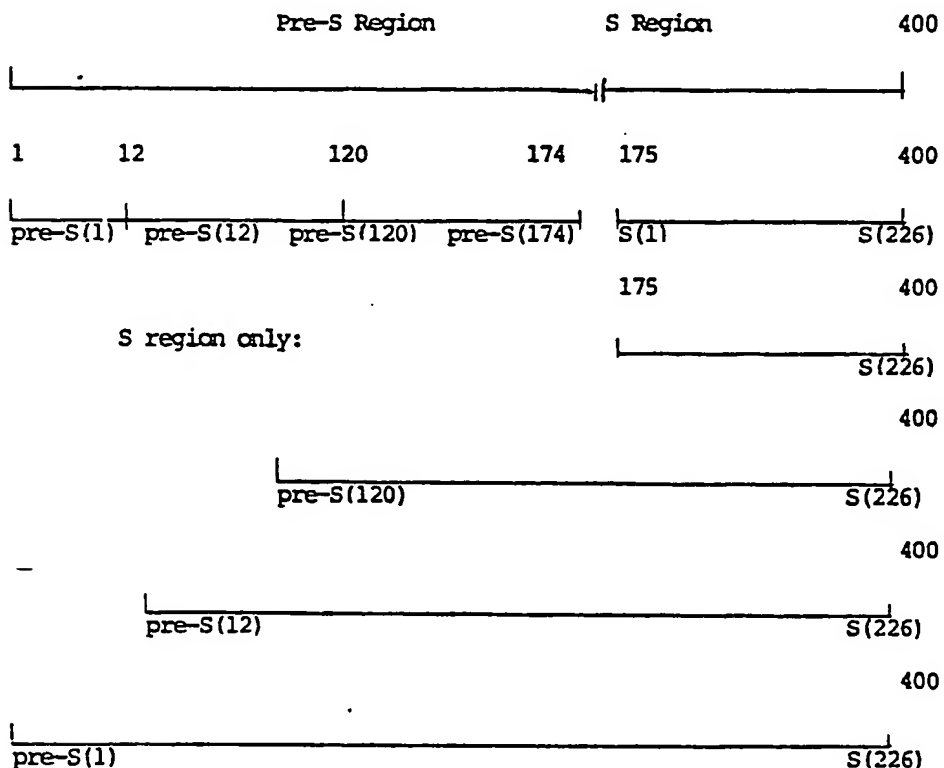 Pre-S Region S Region 400
1 12 120 174 175 400
pre-S(1) pre-S(12) pre-S(120) pre-S(174) S(1) S(226)
175 400
S region only:
S(226)
400
pre-S(120) S(226)
400
pre-S(12) S(226)
400
pre-S(1) S(226)